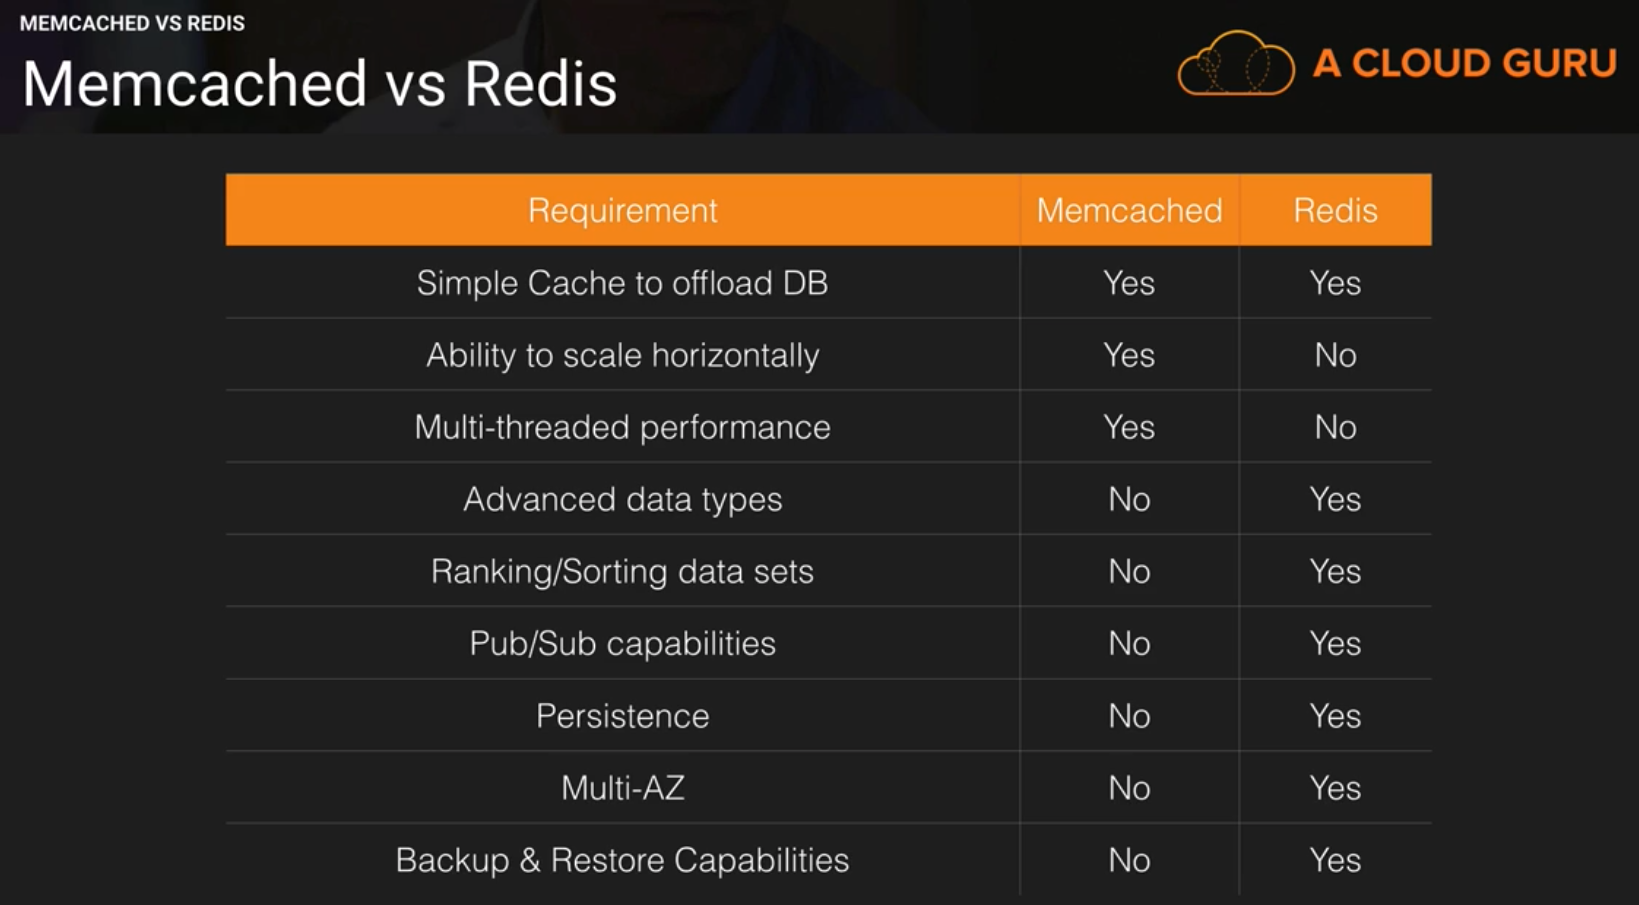 MEMCACHED VS REDIS
Memcached vs Redis
A CLOUD GURU
Requirement Memcached Redis
Simple Cache to offload DB Yes Yes
Ability to scale horizontally Yes No
Multi-threaded performance Yes No
Advanced data types No Yes
Ranking/Sorting data sets No Yes
Pub/Sub capabilities No Yes
Persistence No Yes
Multi-AZ No Yes
Backup & Restore Capabilities No Yes